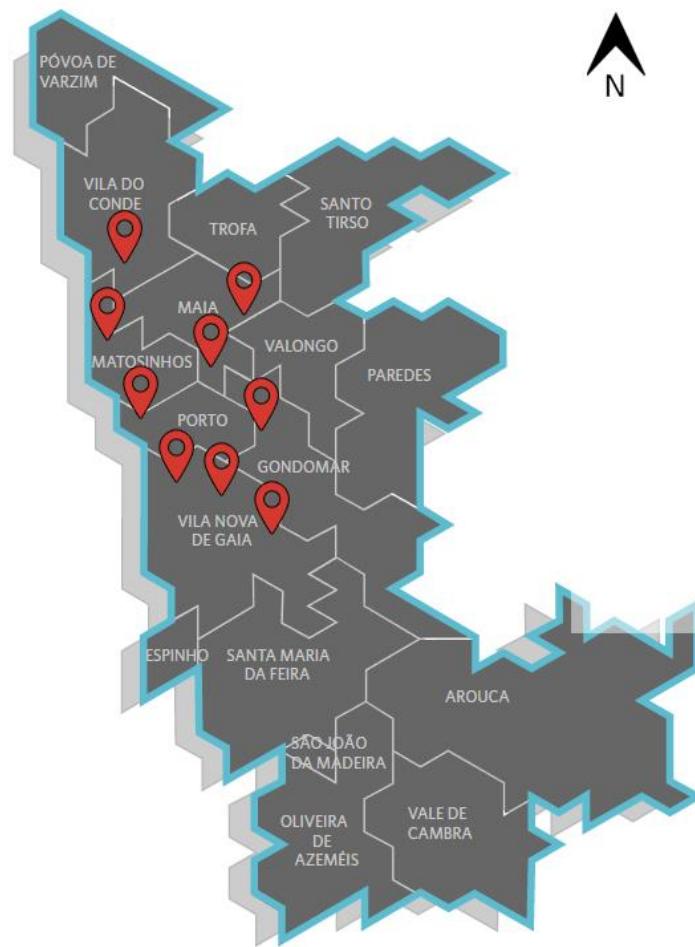 N
PÓVOA DE
VARZIM
VILA DO
CONDE
TROFA
SANTO
TIRSO
MAIA
MATOSINHOS
VALONGO
PAREDES
PORTO
GONDOMAR
VILA NOVA
DE GAIA
ESPINHO
SANTA MARIA
DA FEIRA
AROUCA
SÃO JOÃO
DA MADEIRA
OLIVEIRA
DE
AZEMÉIS
VALE DE
CAMBRA